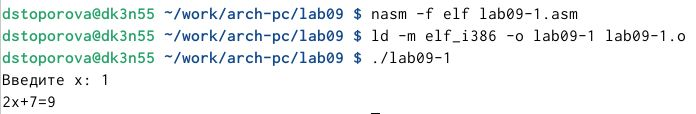 dstoporova@dk3n55 ~/work/arch-pc/lab09 $ nasm -f elf lab09-1.asm
dstoporova@dk3n55 ~/work/arch-pc/lab09 $ ld -m elf_i386 -o lab09-1 lab09-1.o
dstoporova@dk3n55 ~/work/arch-pc/lab09 $ ./lab09-1
Введите x: 1
2x+7=9